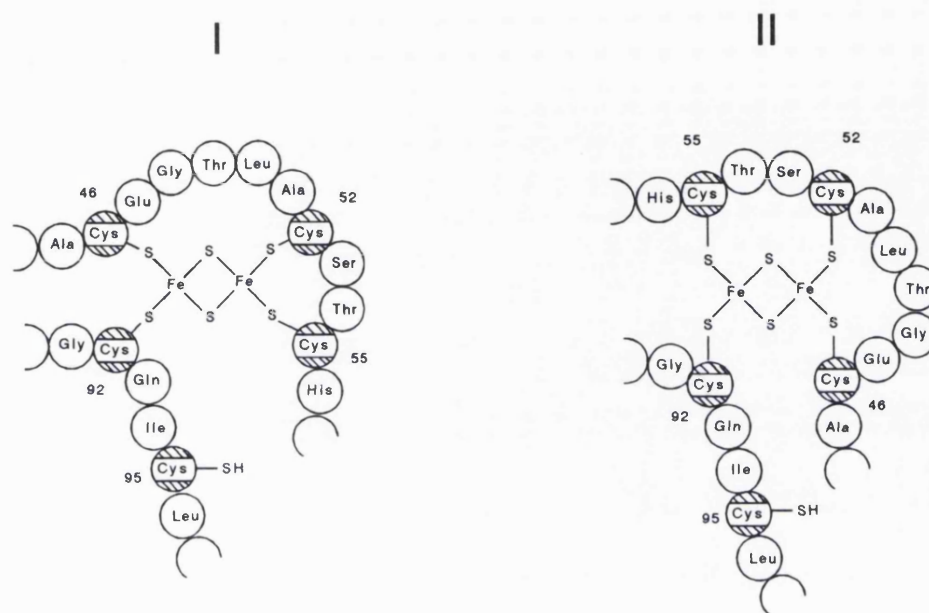 I
II
46
Ala
Cys
Glu
Gly
Thr
Leu
Ala
Cys
52
Ser
Thr
Cys
55
His
S
S
S
Fe
Fe
S
S
S
Gly
Cys
92
Gln
Ile
95
Cys
SH
Leu
55
52
His
Cys
Thr
Ser
Cys
Ala
Leu
Thr
Gly
Glu
Cys
46
Ala
S
S
S
Fe
Fe
S
S
S
Gly
Cys
92
Gln
Ile
95
Cys
SH
Leu